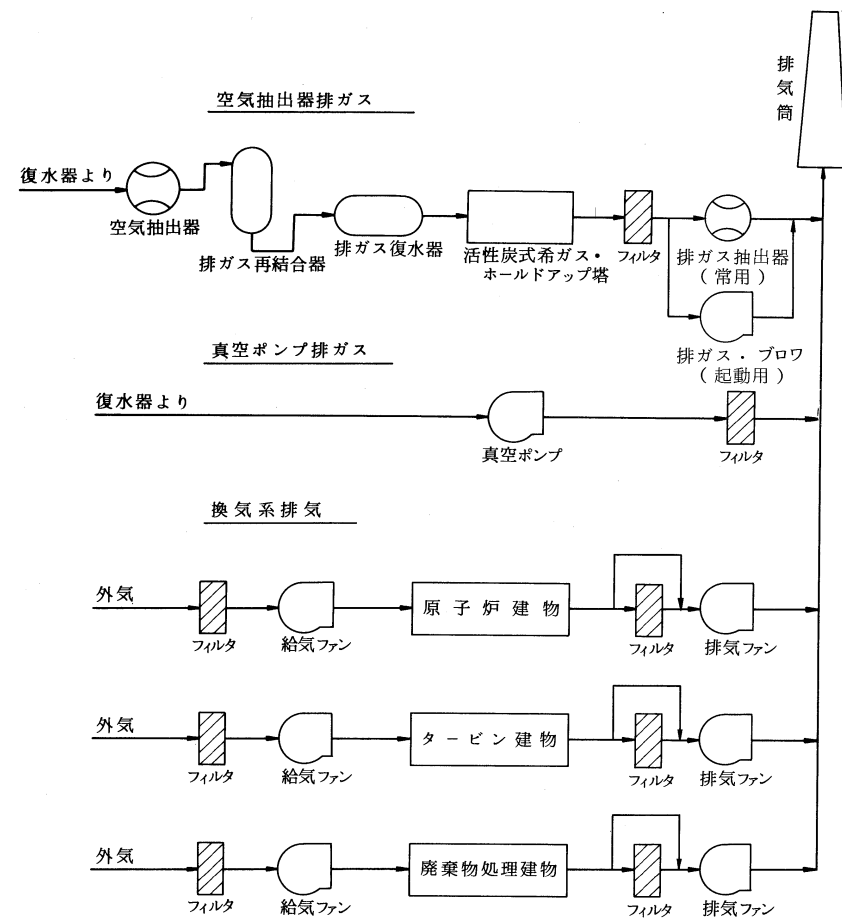 空気抽出器排ガス
排気筒
復水器より
空気抽出器
排ガス再結合器
排ガス復水器
活性炭式希ガス・
ホールドアップ塔
フィルタ
排ガス抽出器
(常用)
排ガス・ブロワ
(起動用)
真空ポンプ排ガス
復水器より
真空ポンプ
フィルタ
換気系排気
外気
フィルタ
給気ファン
原子炉建物
フィルタ
排気ファン
外気
フィルタ
給気ファン
タービン建物
フィルタ
排気ファン
外気
フィルタ
給気ファン
廃棄物処理建物
フィルタ
排気ファン